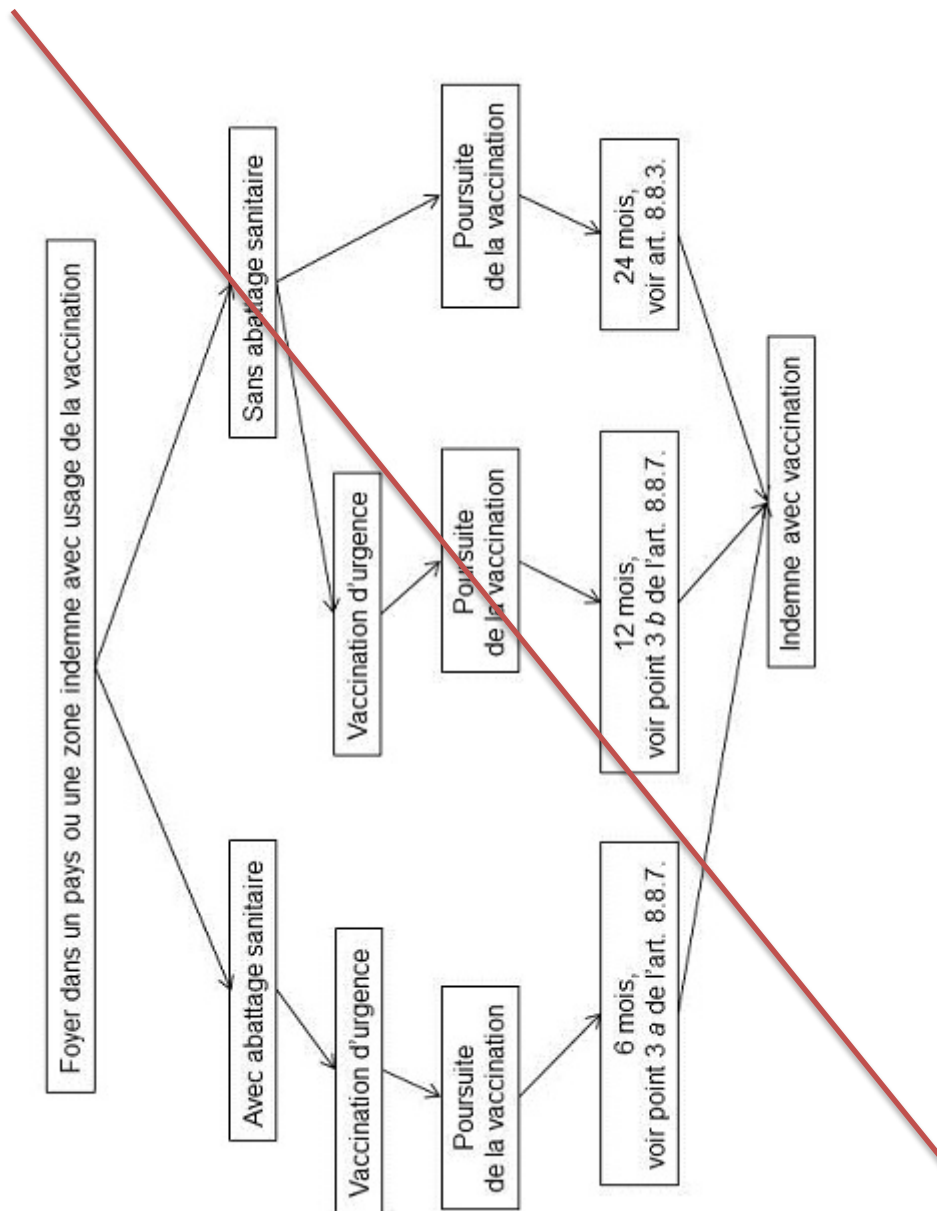 Foyer dans un pays ou une zone indemne avec usage de la vaccination
Avec abattage sanitaire
Sans abattage sanitaire
Vaccination d'urgence
Vaccination d'urgence
Poursuite
de la vaccination
Poursuite
de la vaccination
Poursuite
de la vaccination
6 mois,
voir point 3 a de l'art. 8.8.7.
12 mois,
voir point 3 b de l'art. 8.8.7.
24 mois,
voir art. 8.8.3.
Indemne avec vaccination